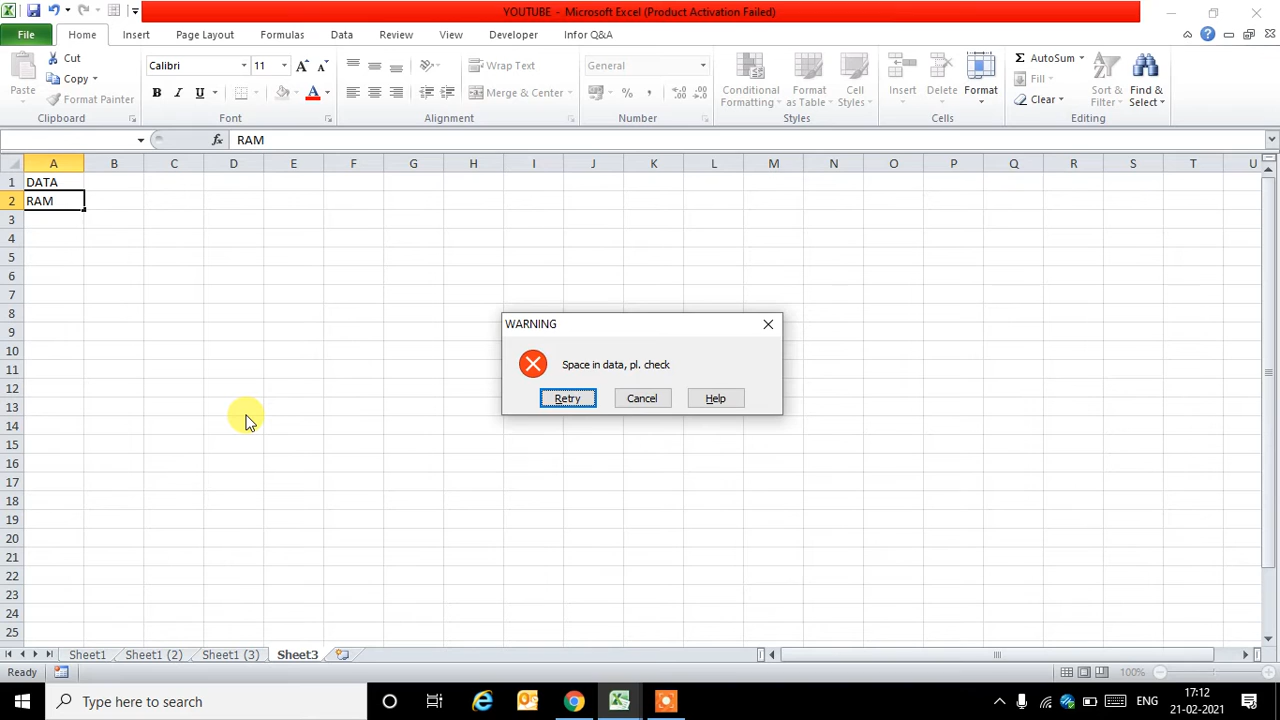 YOUTUBE - Microsoft Excel (Product Activation Failed)
File Home Insert Page Layout Formulas Data Review View Developer Infor Q&A
Paste
Cut
Copy
Format Painter
Clipboard
Calibri 11
B I U
Font
Wrap Text
Merge & Center
Alignment
General
%
Number
Conditional Formatting
Format as Table
Cell Styles
Styles
Insert
Delete
Format
Cells
AutoSum
Fill
Clear
Sort & Filter
Find & Select
Editing
fx RAM
A B C D E F G H I J K L M N O P Q R S T U
1 DATA
2 RAM
3
4
5
6
7
8
9
10
11
12
13
14
15
16
17
18
19
20
21
22
23
24
25
WARNING
Space in data, pl. check
Retry Cancel Help
Sheet1 Sheet1 (2) Sheet1 (3) Sheet3
Ready 100%
Type here to search
ENG
17:12
21-02-2021